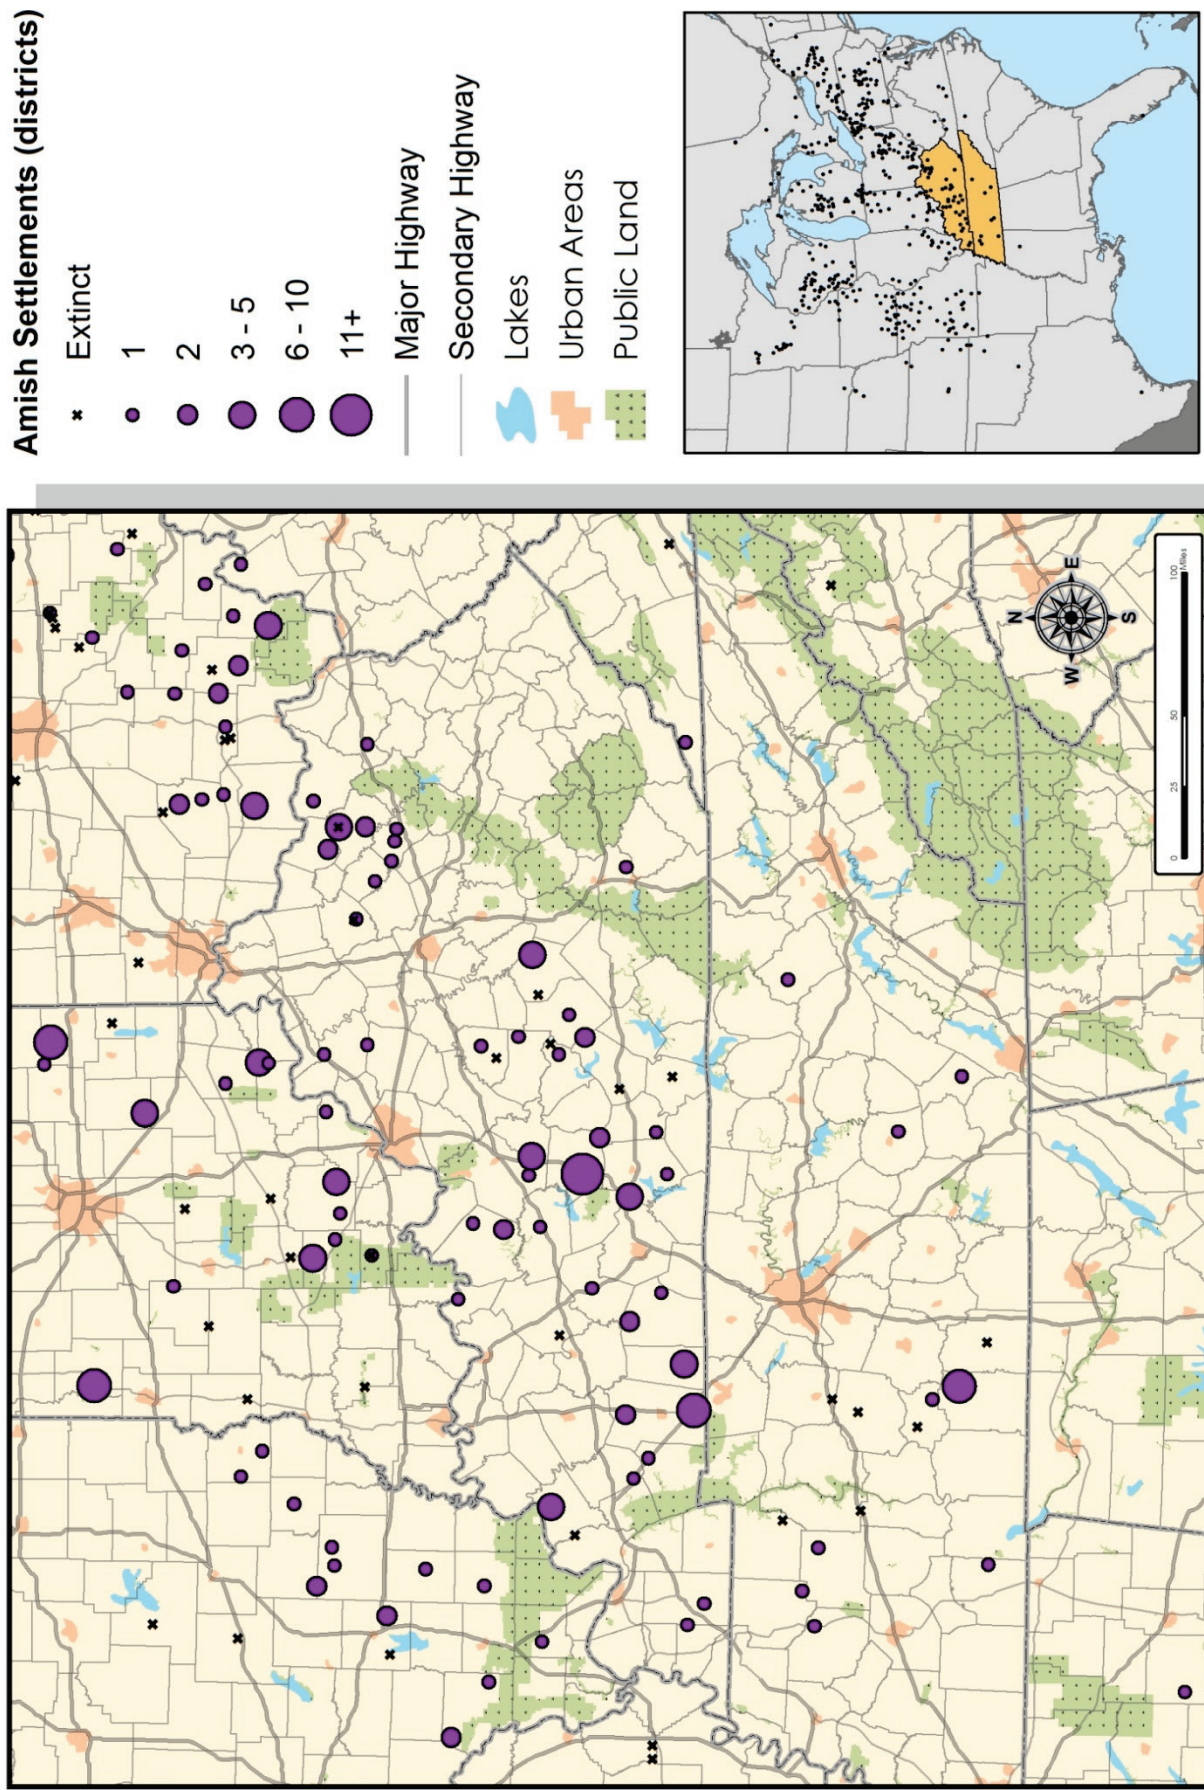 Amish Settlements (districts)
Extinct
1
2
3 - 5
6 - 10
11+
Major Highway
Secondary Highway
Lakes
Urban Areas
Public Land
N
W
E
S
0 25 50 100
Miles